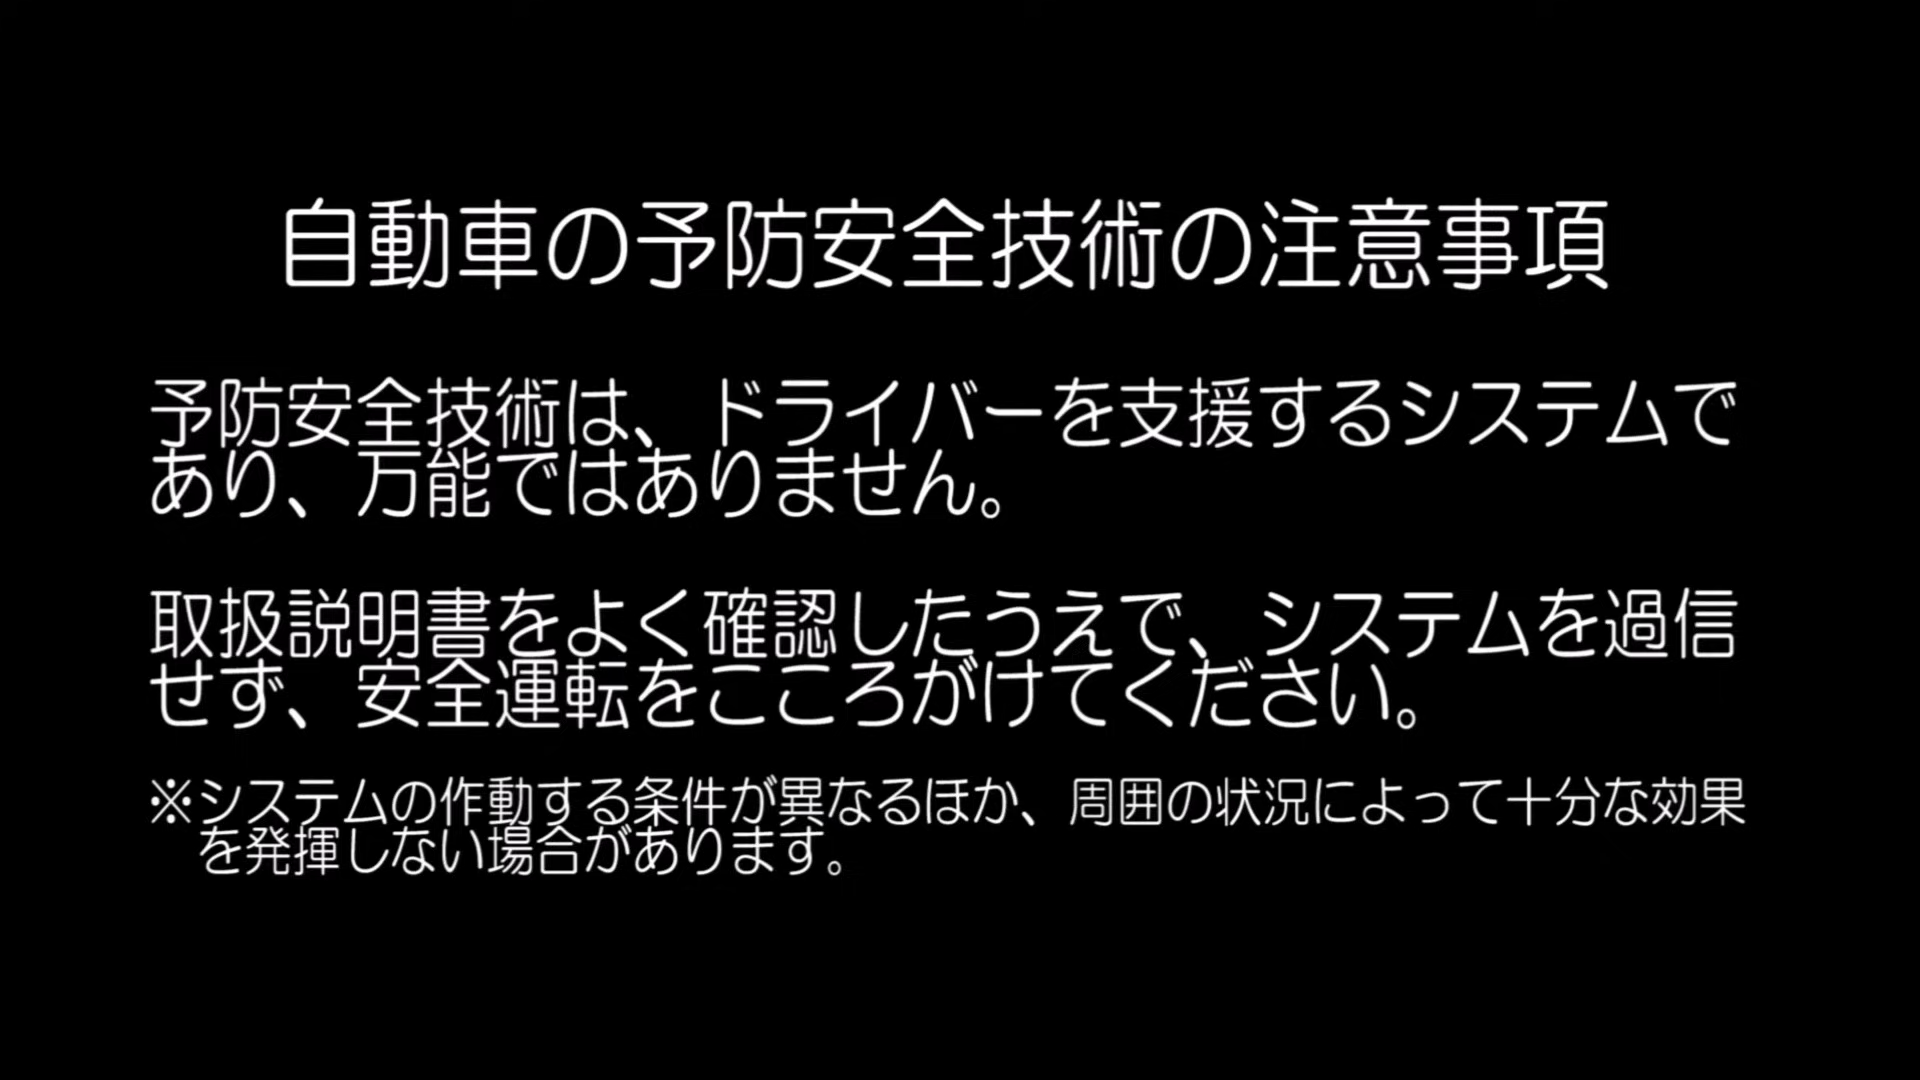 自動車の予防安全技術の注意事項
予防安全技術は、ドライバーを支援するシステムで
あり、万能ではありません。
取扱説明書をよく確認したうえで、システムを過信
せず、安全運転をこころがけてください。
※システムの作動する条件が異なるほか、周囲の状況によって十分な効果
を発揮しない場合があります。